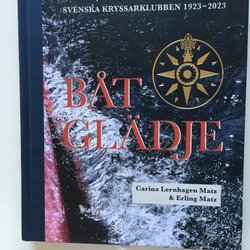 SVENSKA KRYSSARKLUBBEN 1923~2023
BÅT
GLÄDJE
Carina Lernhagen Matz
& Erling Matz